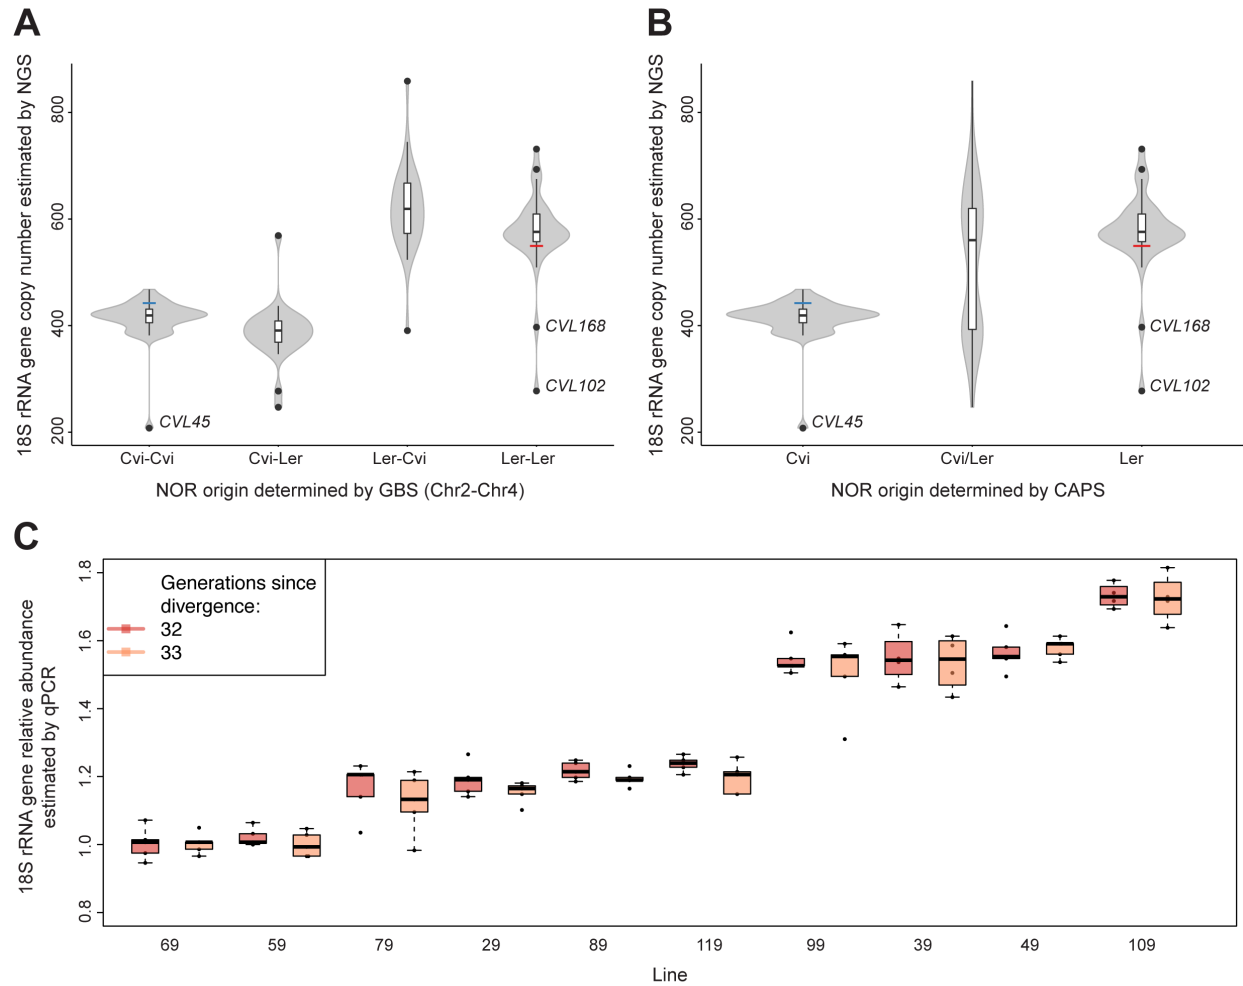 A
18S rRNA gene copy number estimated by NGS
800
600
400
200
CVL168
CVL102
CVL45
Cvi-Cvi
Cvi-Ler
Ler-Cvi
Ler-Ler
NOR origin determined by GBS (Chr2-Chr4)
B
18S rRNA gene copy number estimated by NGS
800
600
400
200
CVL168
CVL102
CVL45
Cvi
Cvi/Ler
Ler
NOR origin determined by CAPS
C
18S rRNA gene relative abundance
estimated by qPCR
1.8
1.6
1.4
1.2
1.0
0.8
Generations since
divergence:
32
33
69
59
79
29
89
119
99
39
49
109
Line